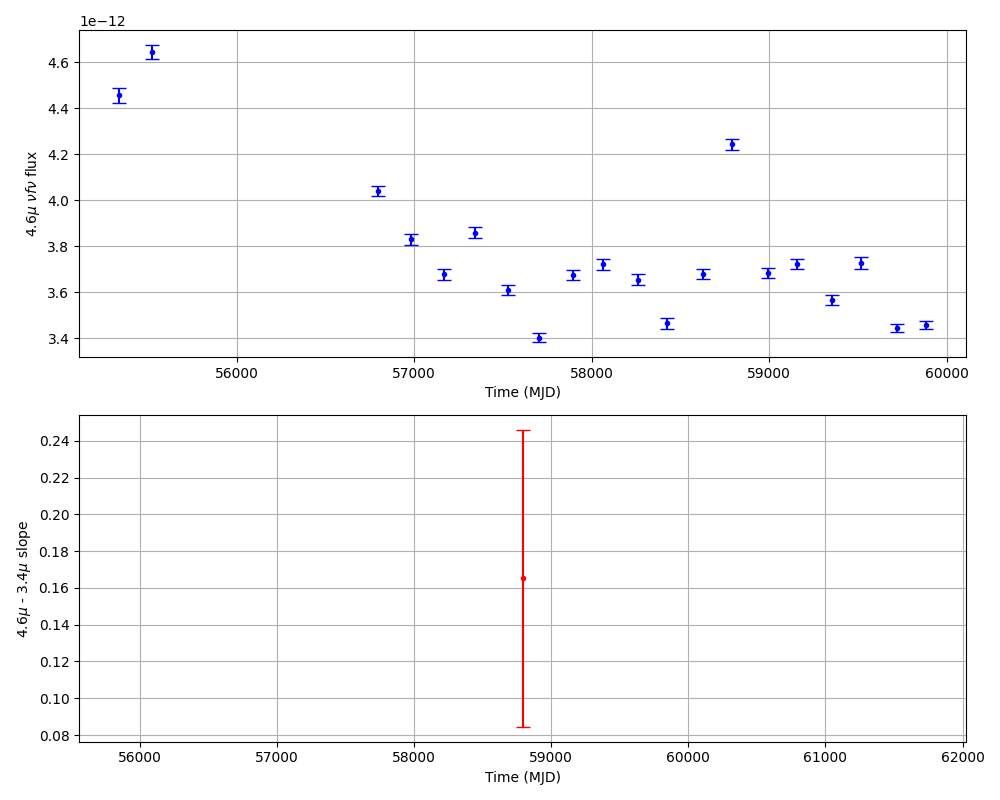 1e−12
4.6
4.4
4.2
4.0
3.8
3.6
3.4
4.6μ νfν flux
56000 57000 58000 59000 60000
Time (MJD)
0.24
0.22
0.20
0.18
0.16
0.14
0.12
0.10
0.08
4.6μ - 3.4μ slope
56000 57000 58000 59000 60000 61000 62000
Time (MJD)